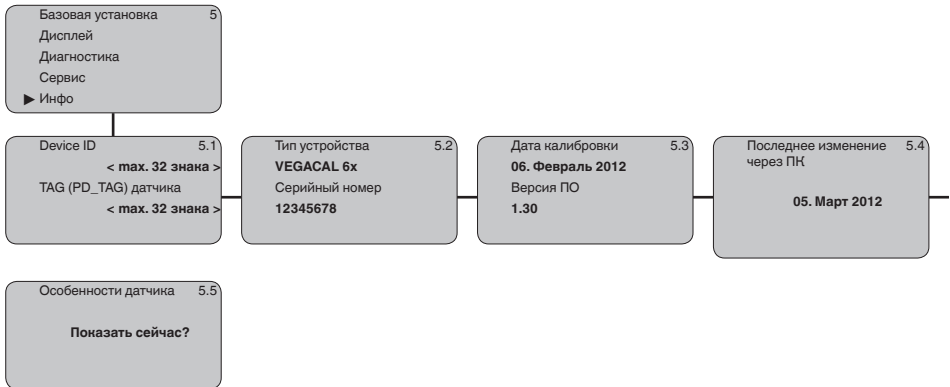 Базовая установка 5
Дисплей
Диагностика
Сервис
▶ Инфо
Device ID 5.1
< max. 32 знака >
TAG (PD_TAG) датчика
< max. 32 знака >
Тип устройства 5.2
VEGACAL 6x
Серийный номер
12345678
Дата калибровки 5.3
06. Февраль 2012
Версия ПО
1.30
Последнее изменение 5.4
через ПК
05. Март 2012
Особенности датчика 5.5
Показать сейчас?